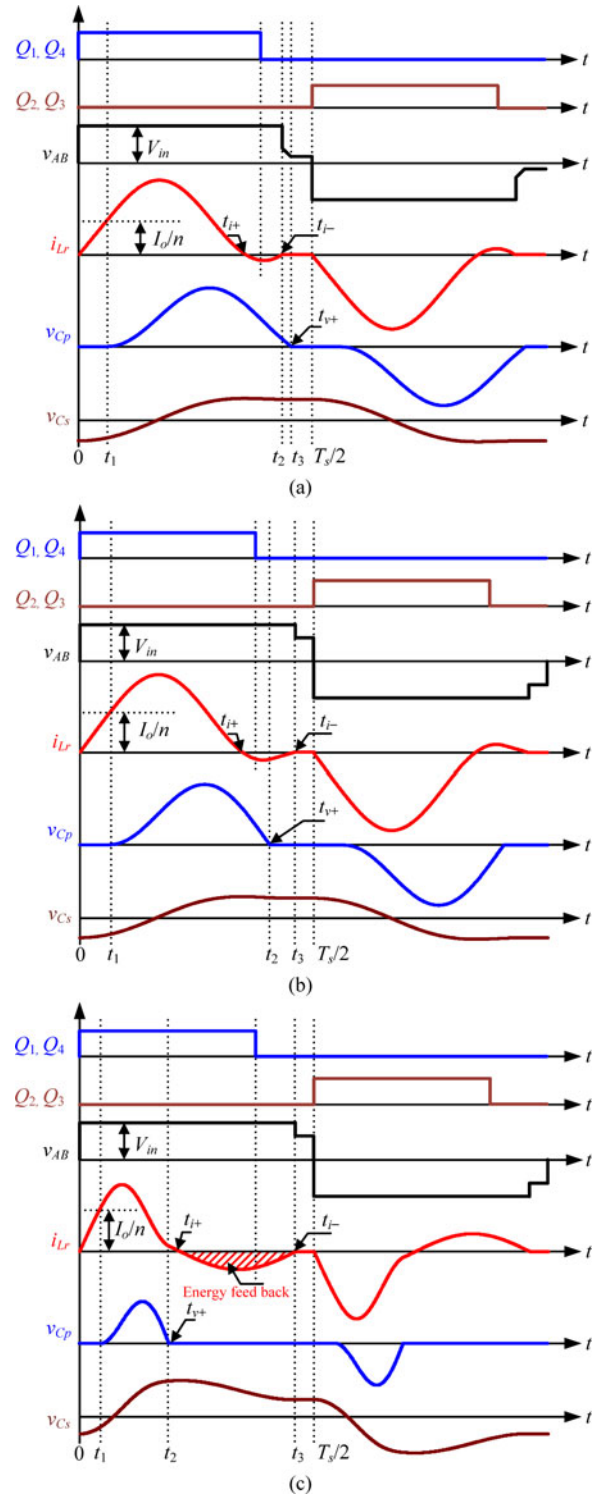 Q1, Q4
t
Q2, Q3
t
vAB
Vin
t
ti+
ti−
Io/n
iLr
t
tv+
vCp
t
vCs
t
0
t1
t2
t3
Ts/2
(a)
Q1, Q4
t
Q2, Q3
t
vAB
Vin
t
ti+
ti−
Io/n
iLr
t
tv+
vCp
t
vCs
t
0
t1
t2
t3
Ts/2
(b)
Q1, Q4
t
Q2, Q3
t
vAB
Vin
t
ti+
ti−
Io/n
iLr
t
Energy feed back
tv+
vCp
t
vCs
t
0
t1
t2
t3
Ts/2
(c)